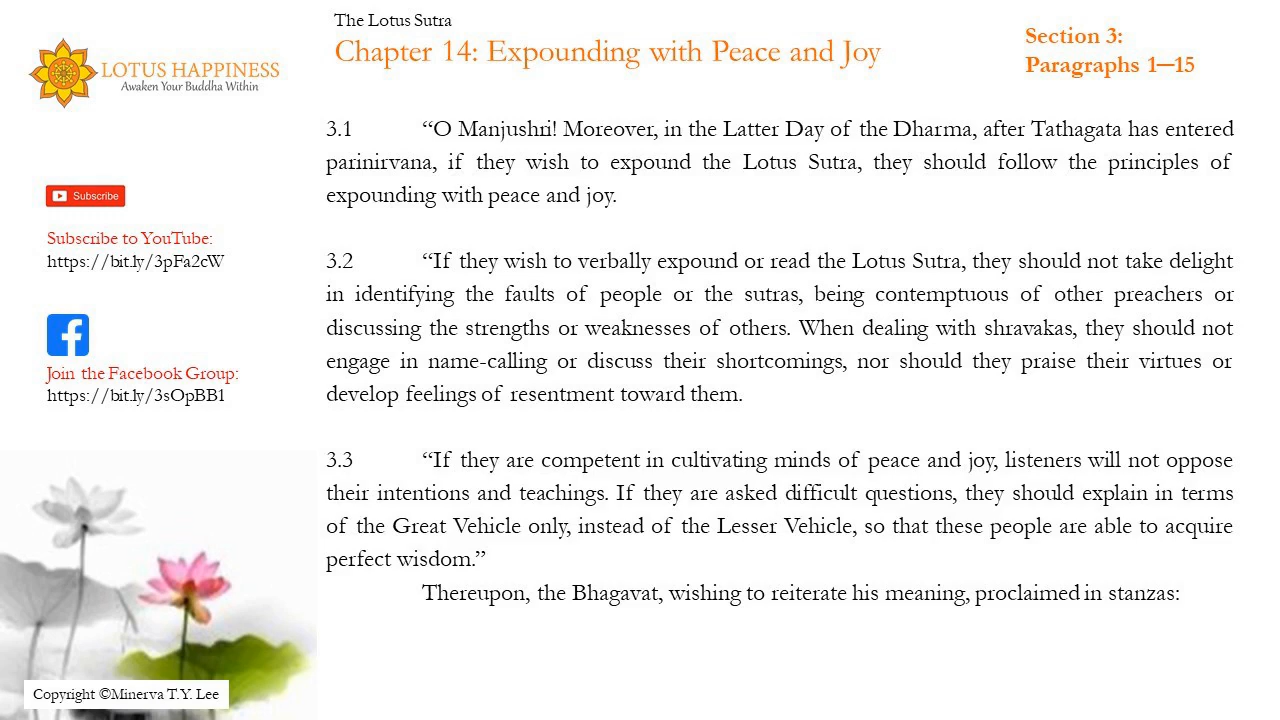 The Lotus Sutra
Chapter 14: Expounding with Peace and Joy
Section 3:
Paragraphs 1—15
LOTUS HAPPINESS
Awaken Your Buddha Within
Subscribe
Subscribe to YouTube:
https://bit.ly/3pFa2cW
Join the Facebook Group:
https://bit.ly/3sOpBB1
3.1 “O Manjushri! Moreover, in the Latter Day of the Dharma, after Tathagata has entered
parinirvana, if they wish to expound the Lotus Sutra, they should follow the principles of
expounding with peace and joy.
3.2 “If they wish to verbally expound or read the Lotus Sutra, they should not take delight
in identifying the faults of people or the sutras, being contemptuous of other preachers or
discussing the strengths or weaknesses of others. When dealing with shravakas, they should not
engage in name-calling or discuss their shortcomings, nor should they praise their virtues or
develop feelings of resentment toward them.
3.3 “If they are competent in cultivating minds of peace and joy, listeners will not oppose
their intentions and teachings. If they are asked difficult questions, they should explain in terms
of the Great Vehicle only, instead of the Lesser Vehicle, so that these people are able to acquire
perfect wisdom.”
Thereupon, the Bhagavat, wishing to reiterate his meaning, proclaimed in stanzas:
Copyright ©Minerva T.Y. Lee